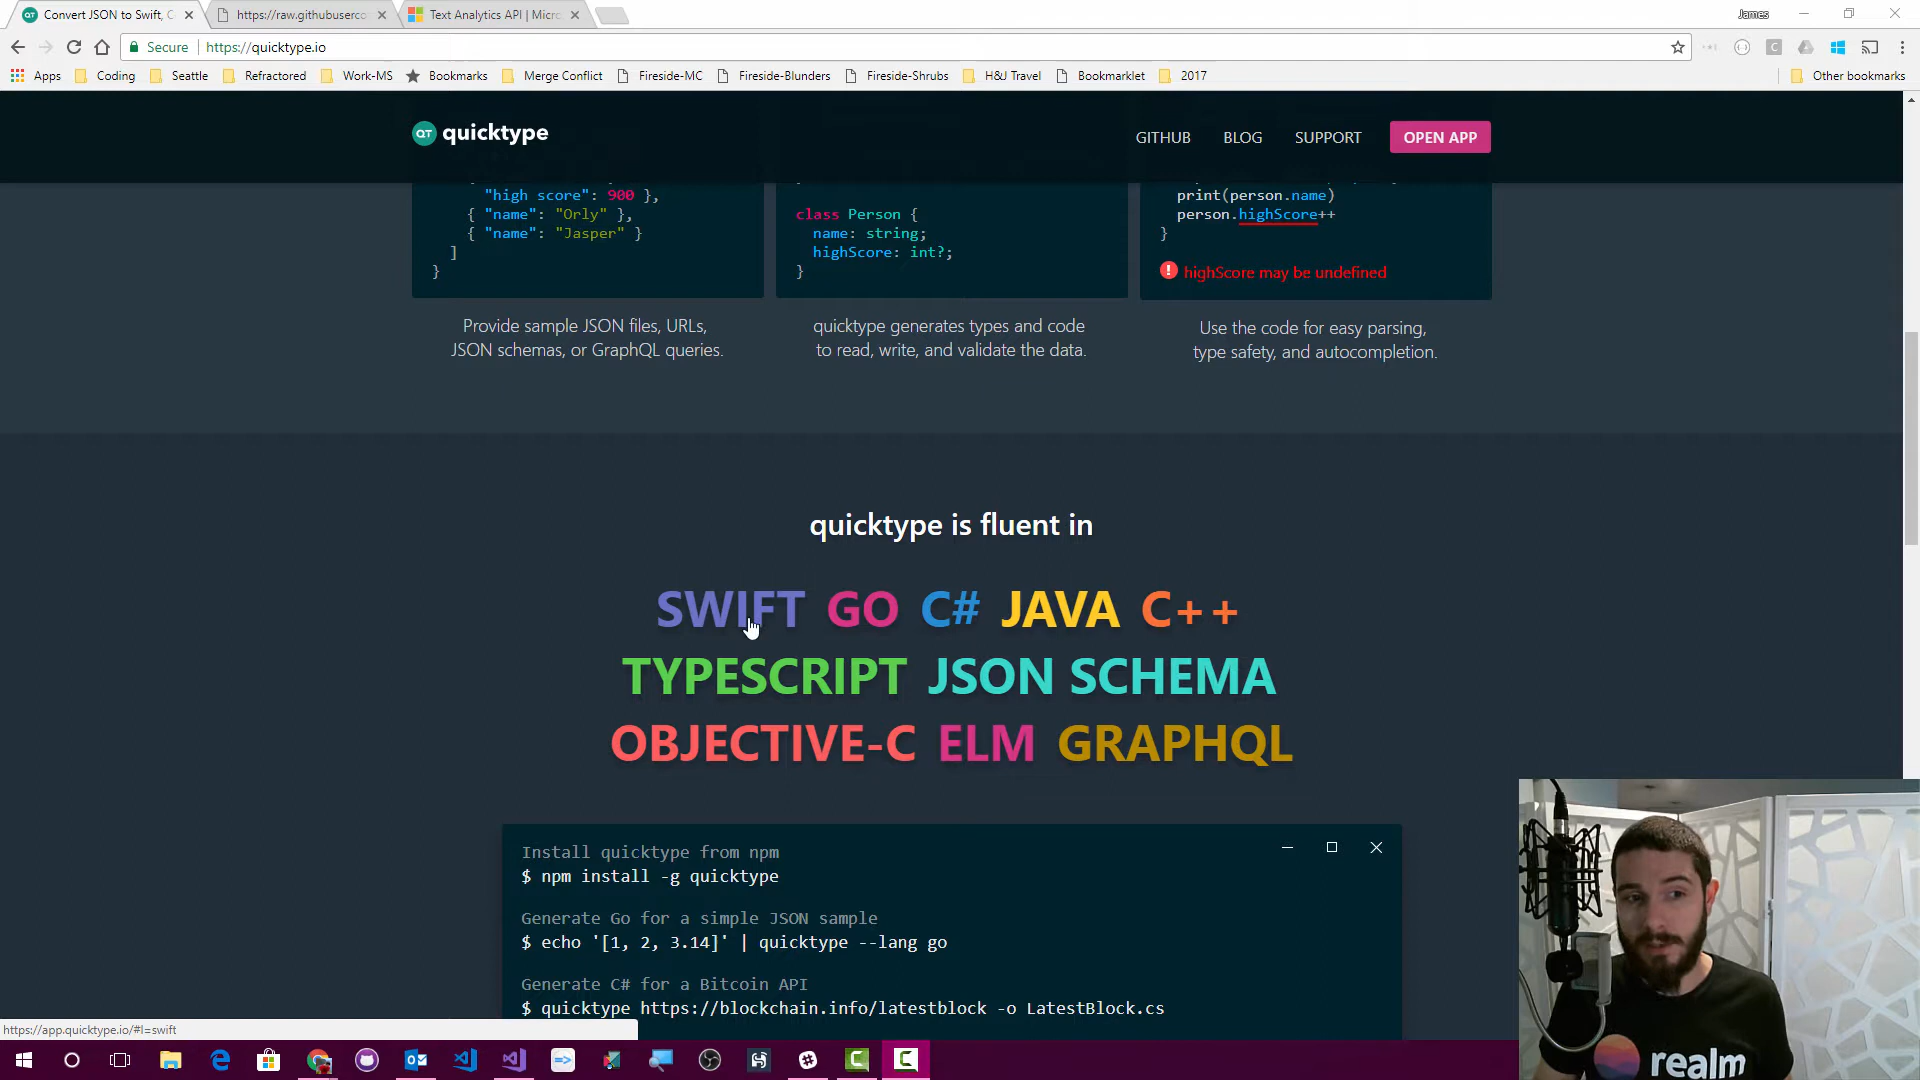 Convert JSON to Swift, C
https://raw.githubuserco
Text Analytics API | Micro
James
Secure
https://quicktype.io
Apps
Coding
Seattle
Refractored
Work-MS
Bookmarks
Merge Conflict
Fireside-MC
Fireside-Blunders
Fireside-Shrubs
H&J Travel
Bookmarklet
2017
Other bookmarks
QT quicktype
GITHUB
BLOG
SUPPORT
OPEN APP
"high score": 900 },
{ "name": "Orly" },
{ "name": "Jasper" }
]
}
class Person {
name: string;
highScore: int?;
}
print(person.name)
person.highScore++
}
! highScore may be undefined
Provide sample JSON files, URLs,
JSON schemas, or GraphQL queries.
quicktype generates types and code
to read, write, and validate the data.
Use the code for easy parsing,
type safety, and autocompletion.
quicktype is fluent in
SWIFT GO C# JAVA C++
TYPESCRIPT JSON SCHEMA
OBJECTIVE-C ELM GRAPHQL
Install quicktype from npm
$ npm install -g quicktype
Generate Go for a simple JSON sample
$ echo '[1, 2, 3.14]' | quicktype --lang go
Generate C# for a Bitcoin API
$ quicktype https://blockchain.info/latestblock -o LatestBlock.cs
https://app.quicktype.io/#l=swift
realm